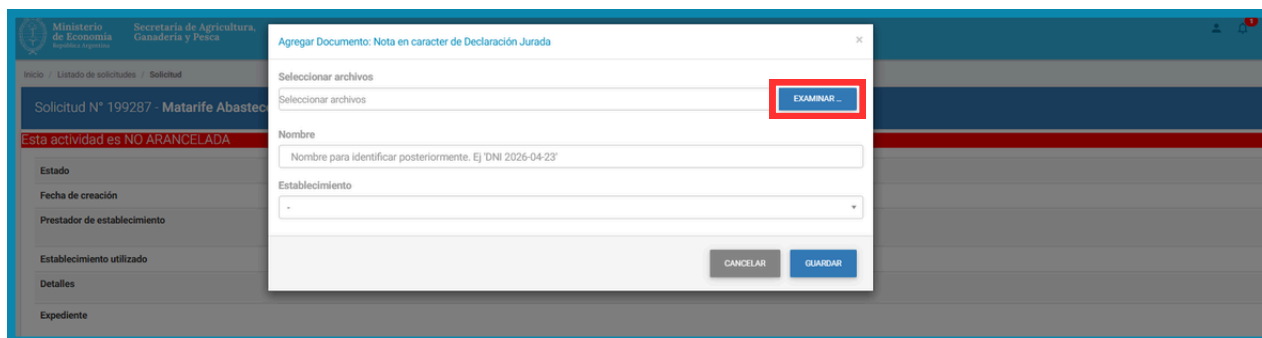 Ministerio
de Economía
República Argentina
Secretaría de Agricultura,
Ganadería y Pesca
1
Inicio / Listado de solicitudes / Solicitud
Solicitud N° 199287 - Matarife Abastec
Esta actividad es NO ARANCELADA
Estado
Fecha de creación
Prestador de establecimiento
Establecimiento utilizado
Detalles
Expediente
Agregar Documento: Nota en caracter de Declaración Jurada
×
Seleccionar archivos
Seleccionar archivos
EXAMINAR ...
Nombre
Nombre para identificar posteriormente. Ej 'DNI 2026-04-23'
Establecimiento
-
CANCELAR
GUARDAR